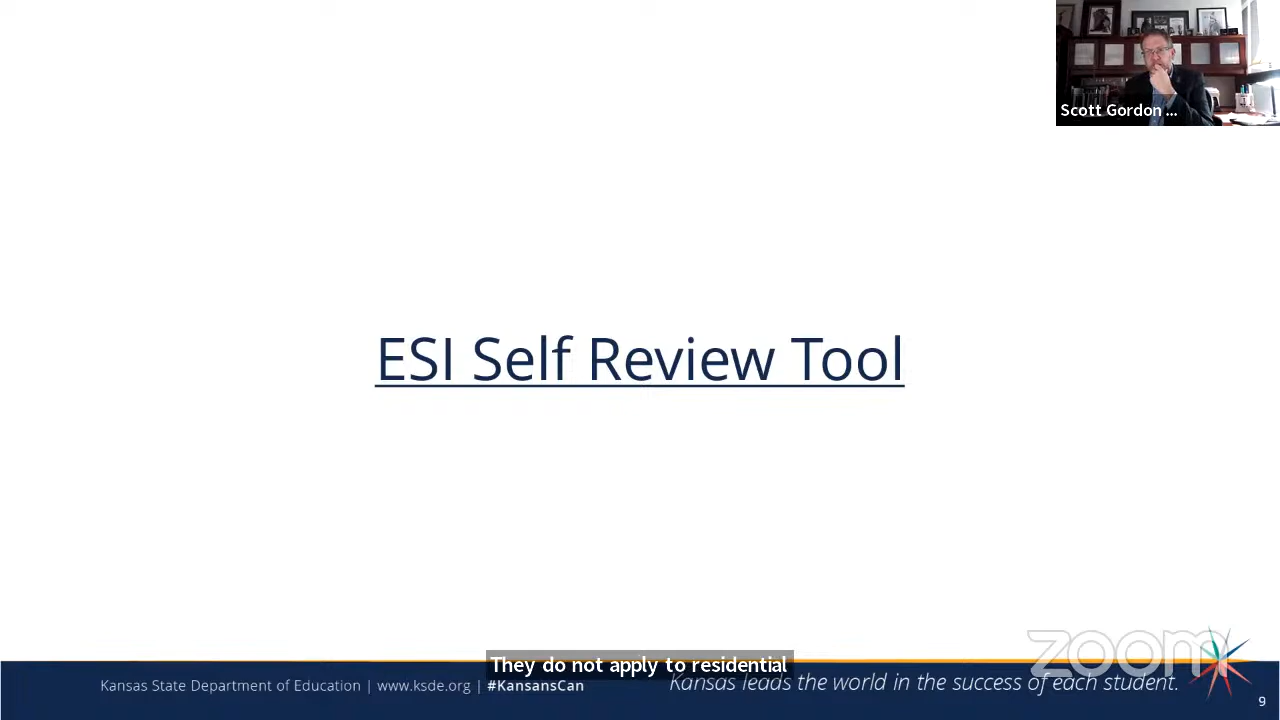 Scott Gordon ...
ESI Self Review Tool
zoom
They do not apply to residential
Kansas State Department of Education | www.ksde.org | #KansansCan
Kansas leads the world in the success of each student.
9